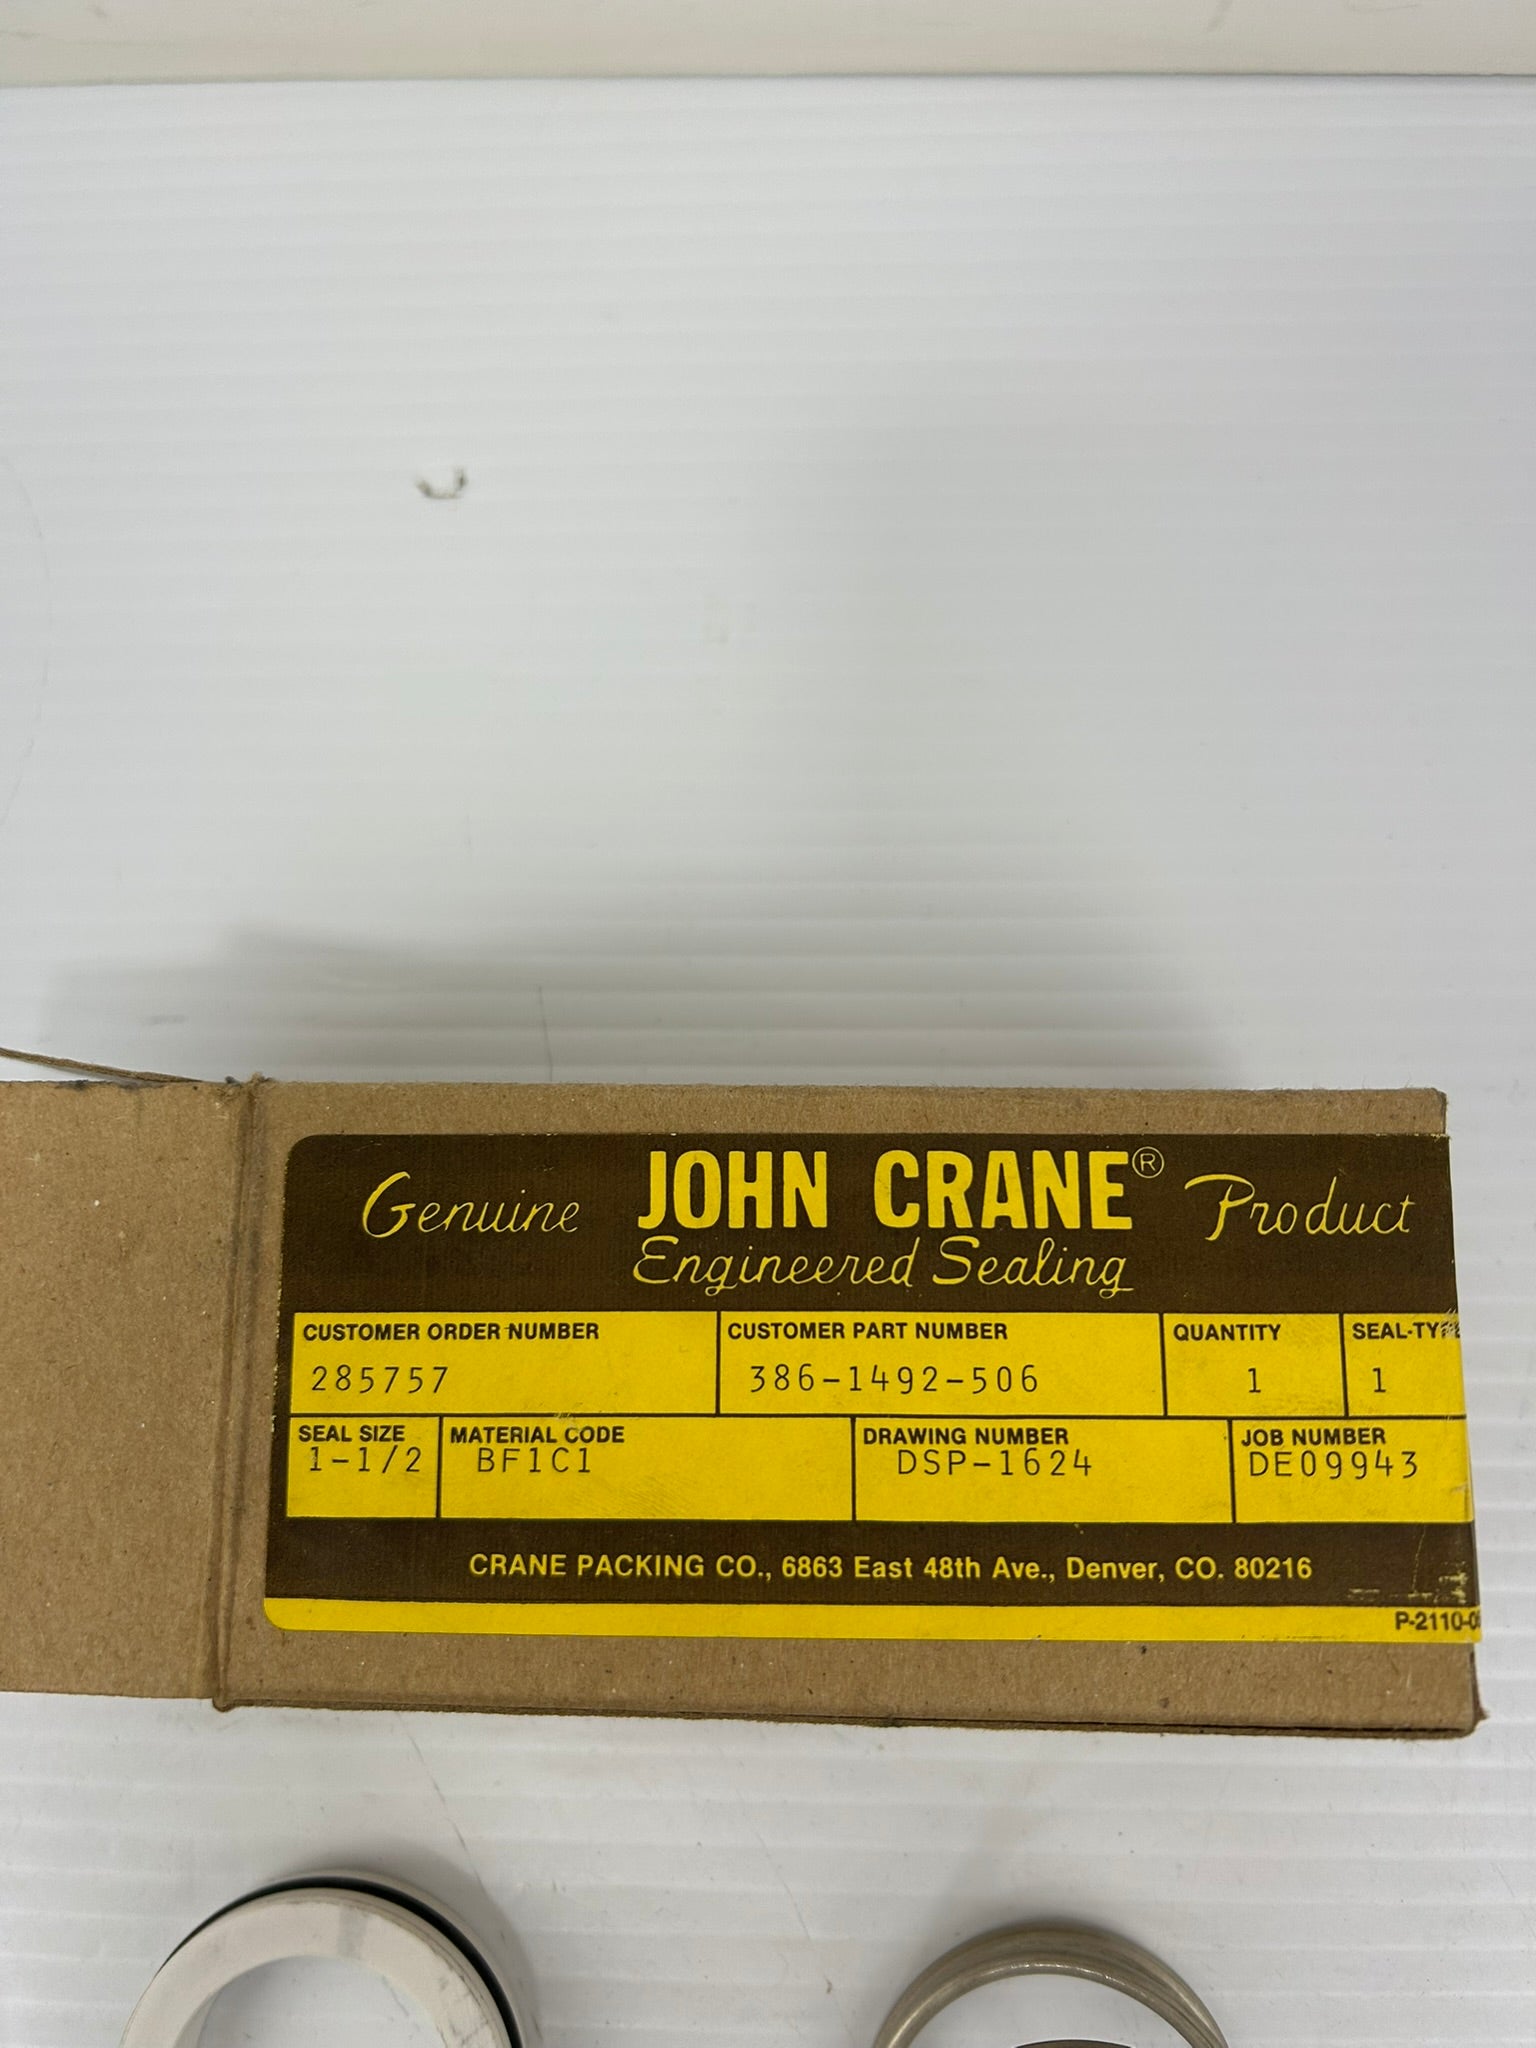 Genuine JOHN CRANE® Product
Engineered Sealing
CUSTOMER ORDER NUMBER CUSTOMER PART NUMBER QUANTITY SEAL-TYPE
285757 386-1492-506 1 1
SEAL SIZE MATERIAL CODE DRAWING NUMBER JOB NUMBER
1-1/2 BF1C1 DSP-1624 DE09943
CRANE PACKING CO., 6863 East 48th Ave., Denver, CO. 80216